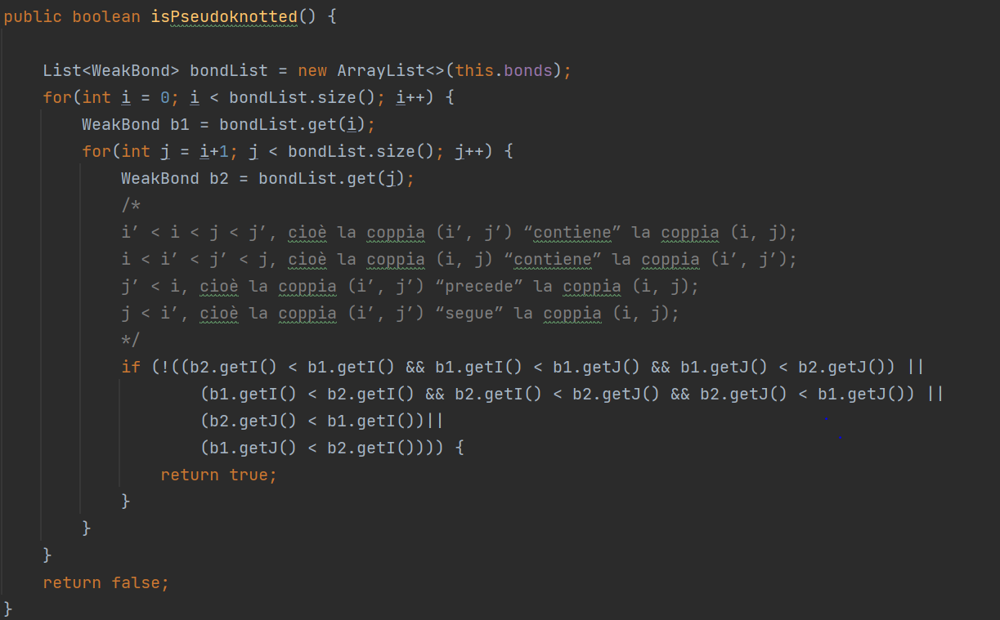 public boolean isPseudoknotted() {
List<WeakBond> bondList = new ArrayList<>(this.bonds);
for(int i = 0; i < bondList.size(); i++) {
WeakBond b1 = bondList.get(i);
for(int j = i+1; j < bondList.size(); j++) {
WeakBond b2 = bondList.get(j);
/*
i’ < i < j < j’, cioè la coppia (i’, j’) “contiene” la coppia (i, j);
i < i’ < j’ < j, cioè la coppia (i, j) “contiene” la coppia (i’, j’);
j’ < i, cioè la coppia (i’, j’) “precede” la coppia (i, j);
j < i’, cioè la coppia (i’, j’) “segue” la coppia (i, j);
*/
if (!((b2.getI() < b1.getI() && b1.getI() < b1.getJ() && b1.getJ() < b2.getJ()) ||
(b1.getI() < b2.getI() && b2.getI() < b2.getJ() && b2.getJ() < b1.getJ()) ||
(b2.getJ() < b1.getI())||
(b1.getJ() < b2.getI()))) {
return true;
}
}
}
return false;
}